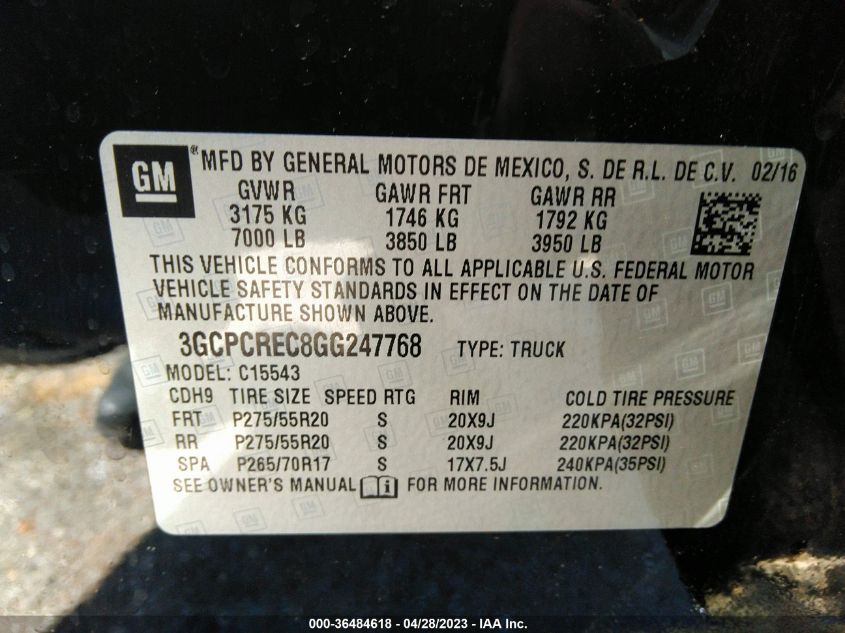 GM ® MFD BY GENERAL MOTORS DE MEXICO, S. DE R.L. DE C.V. 02/16
GVWR GAWR FRT GAWR RR
3175 KG 1746 KG 1792 KG
7000 LB 3850 LB 3950 LB
THIS VEHICLE CONFORMS TO ALL APPLICABLE U.S. FEDERAL MOTOR
VEHICLE SAFETY STANDARDS IN EFFECT ON THE DATE OF
MANUFACTURE SHOWN ABOVE.
3GCPCREC8GG247768 TYPE: TRUCK
MODEL: C15543
CDH9 TIRE SIZE SPEED RTG RIM COLD TIRE PRESSURE
FRT P275/55R20 S 20X9J 220KPA(32PSI)
RR P275/55R20 S 20X9J 220KPA(32PSI)
SPA P265/70R17 S 17X7.5J 240KPA(35PSI)
SEE OWNER'S MANUAL i FOR MORE INFORMATION.
000-36484618 - 04/28/2023 - IAA Inc.